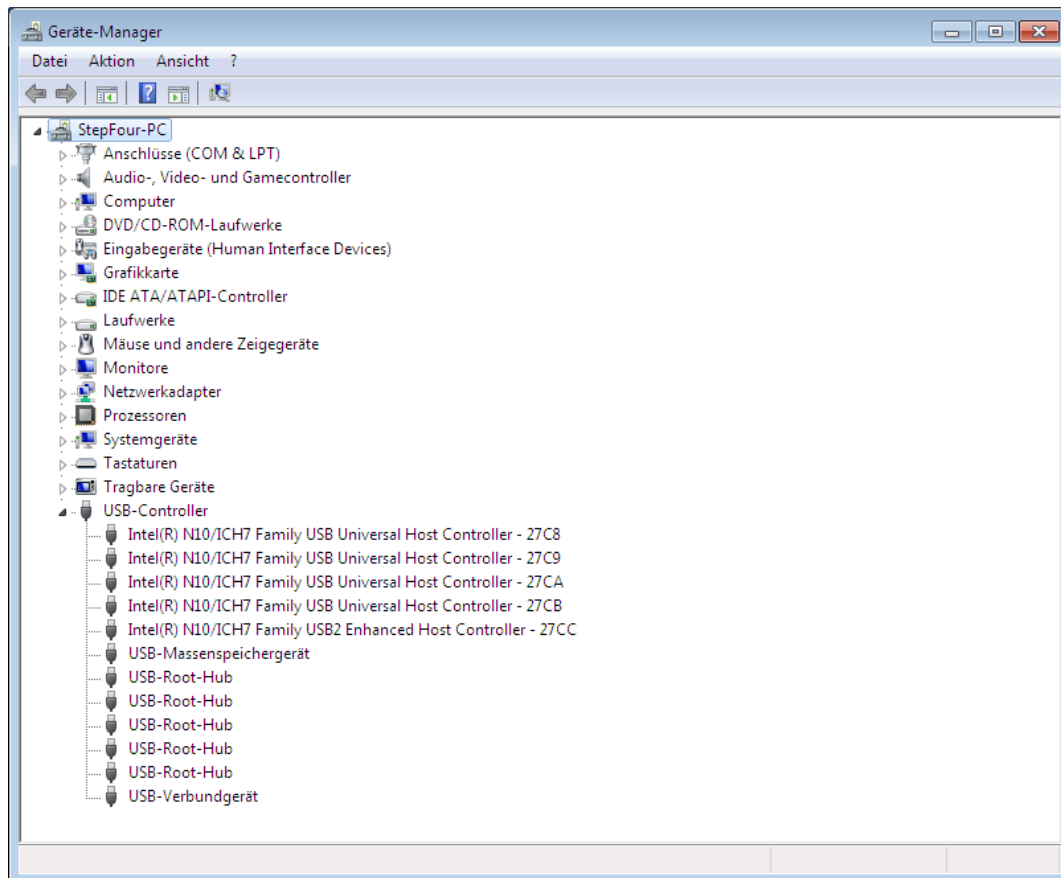 Geräte-Manager
Datei Aktion Ansicht ?
StepFour-PC
Anschlüsse (COM & LPT)
Audio-, Video- und Gamecontroller
Computer
DVD/CD-ROM-Laufwerke
Eingabegeräte (Human Interface Devices)
Grafikkarte
IDE ATA/ATAPI-Controller
Laufwerke
Mäuse und andere Zeigegeräte
Monitore
Netzwerkadapter
Prozessoren
Systemgeräte
Tastaturen
Tragbare Geräte
USB-Controller
Intel(R) N10/ICH7 Family USB Universal Host Controller - 27C8
Intel(R) N10/ICH7 Family USB Universal Host Controller - 27C9
Intel(R) N10/ICH7 Family USB Universal Host Controller - 27CA
Intel(R) N10/ICH7 Family USB Universal Host Controller - 27CB
Intel(R) N10/ICH7 Family USB2 Enhanced Host Controller - 27CC
USB-Massenspeichergerät
USB-Root-Hub
USB-Root-Hub
USB-Root-Hub
USB-Root-Hub
USB-Root-Hub
USB-Verbundgerät